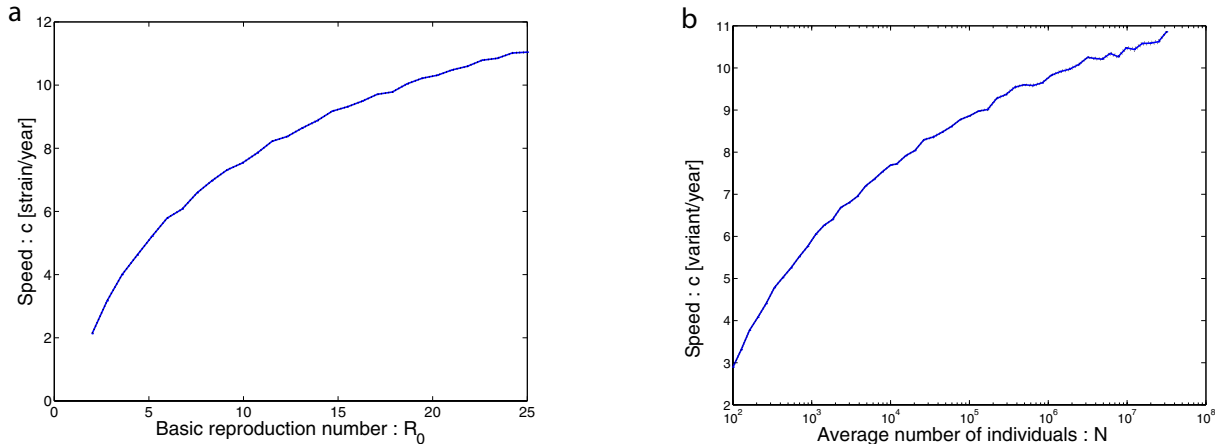 a
12
10
8
6
4
2
0
Speed : c [strain/year]
0 5 10 15 20 25
Basic reproduction number : R_0
b
11
10
9
8
7
6
5
4
3
2
Speed : c [variant/year]
10^2 10^3 10^4 10^5 10^6 10^7 10^8
Average number of individuals : N